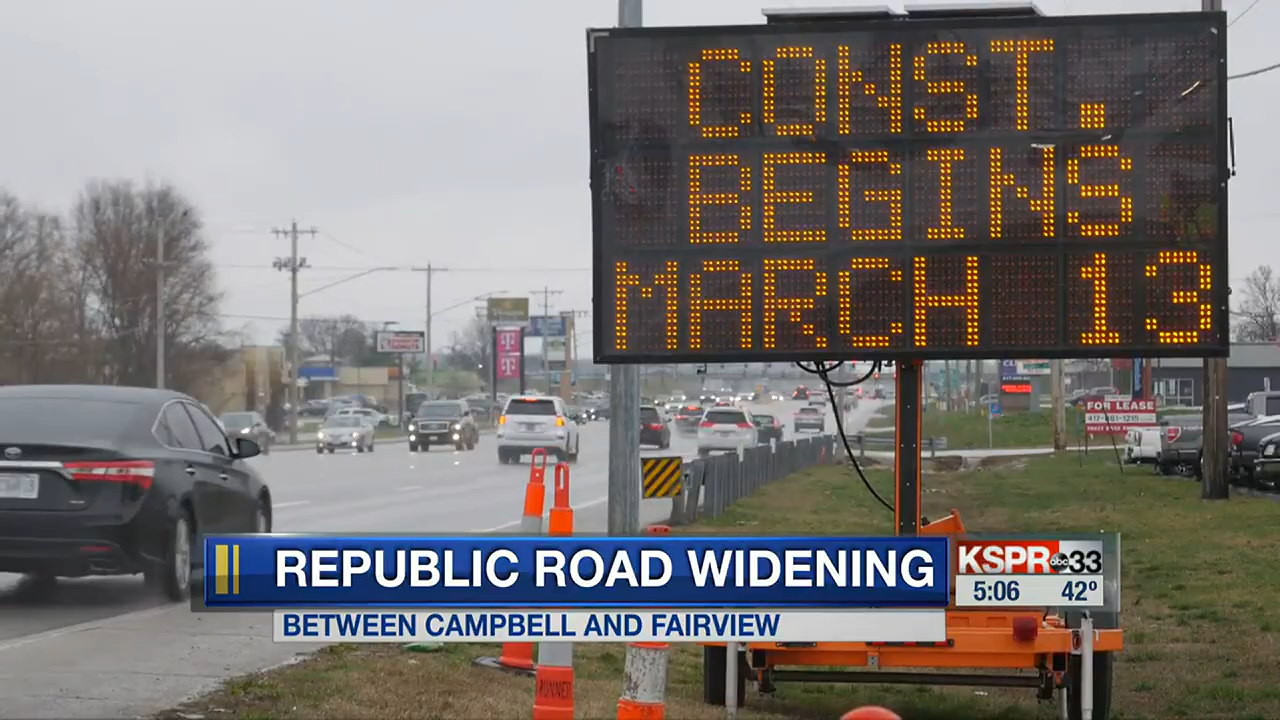 CONST.
BEGINS
MARCH 13
FOR LEASE
REPUBLIC ROAD WIDENING
BETWEEN CAMPBELL AND FAIRVIEW
KSPR abc 33
5:06 42°
RUNNER